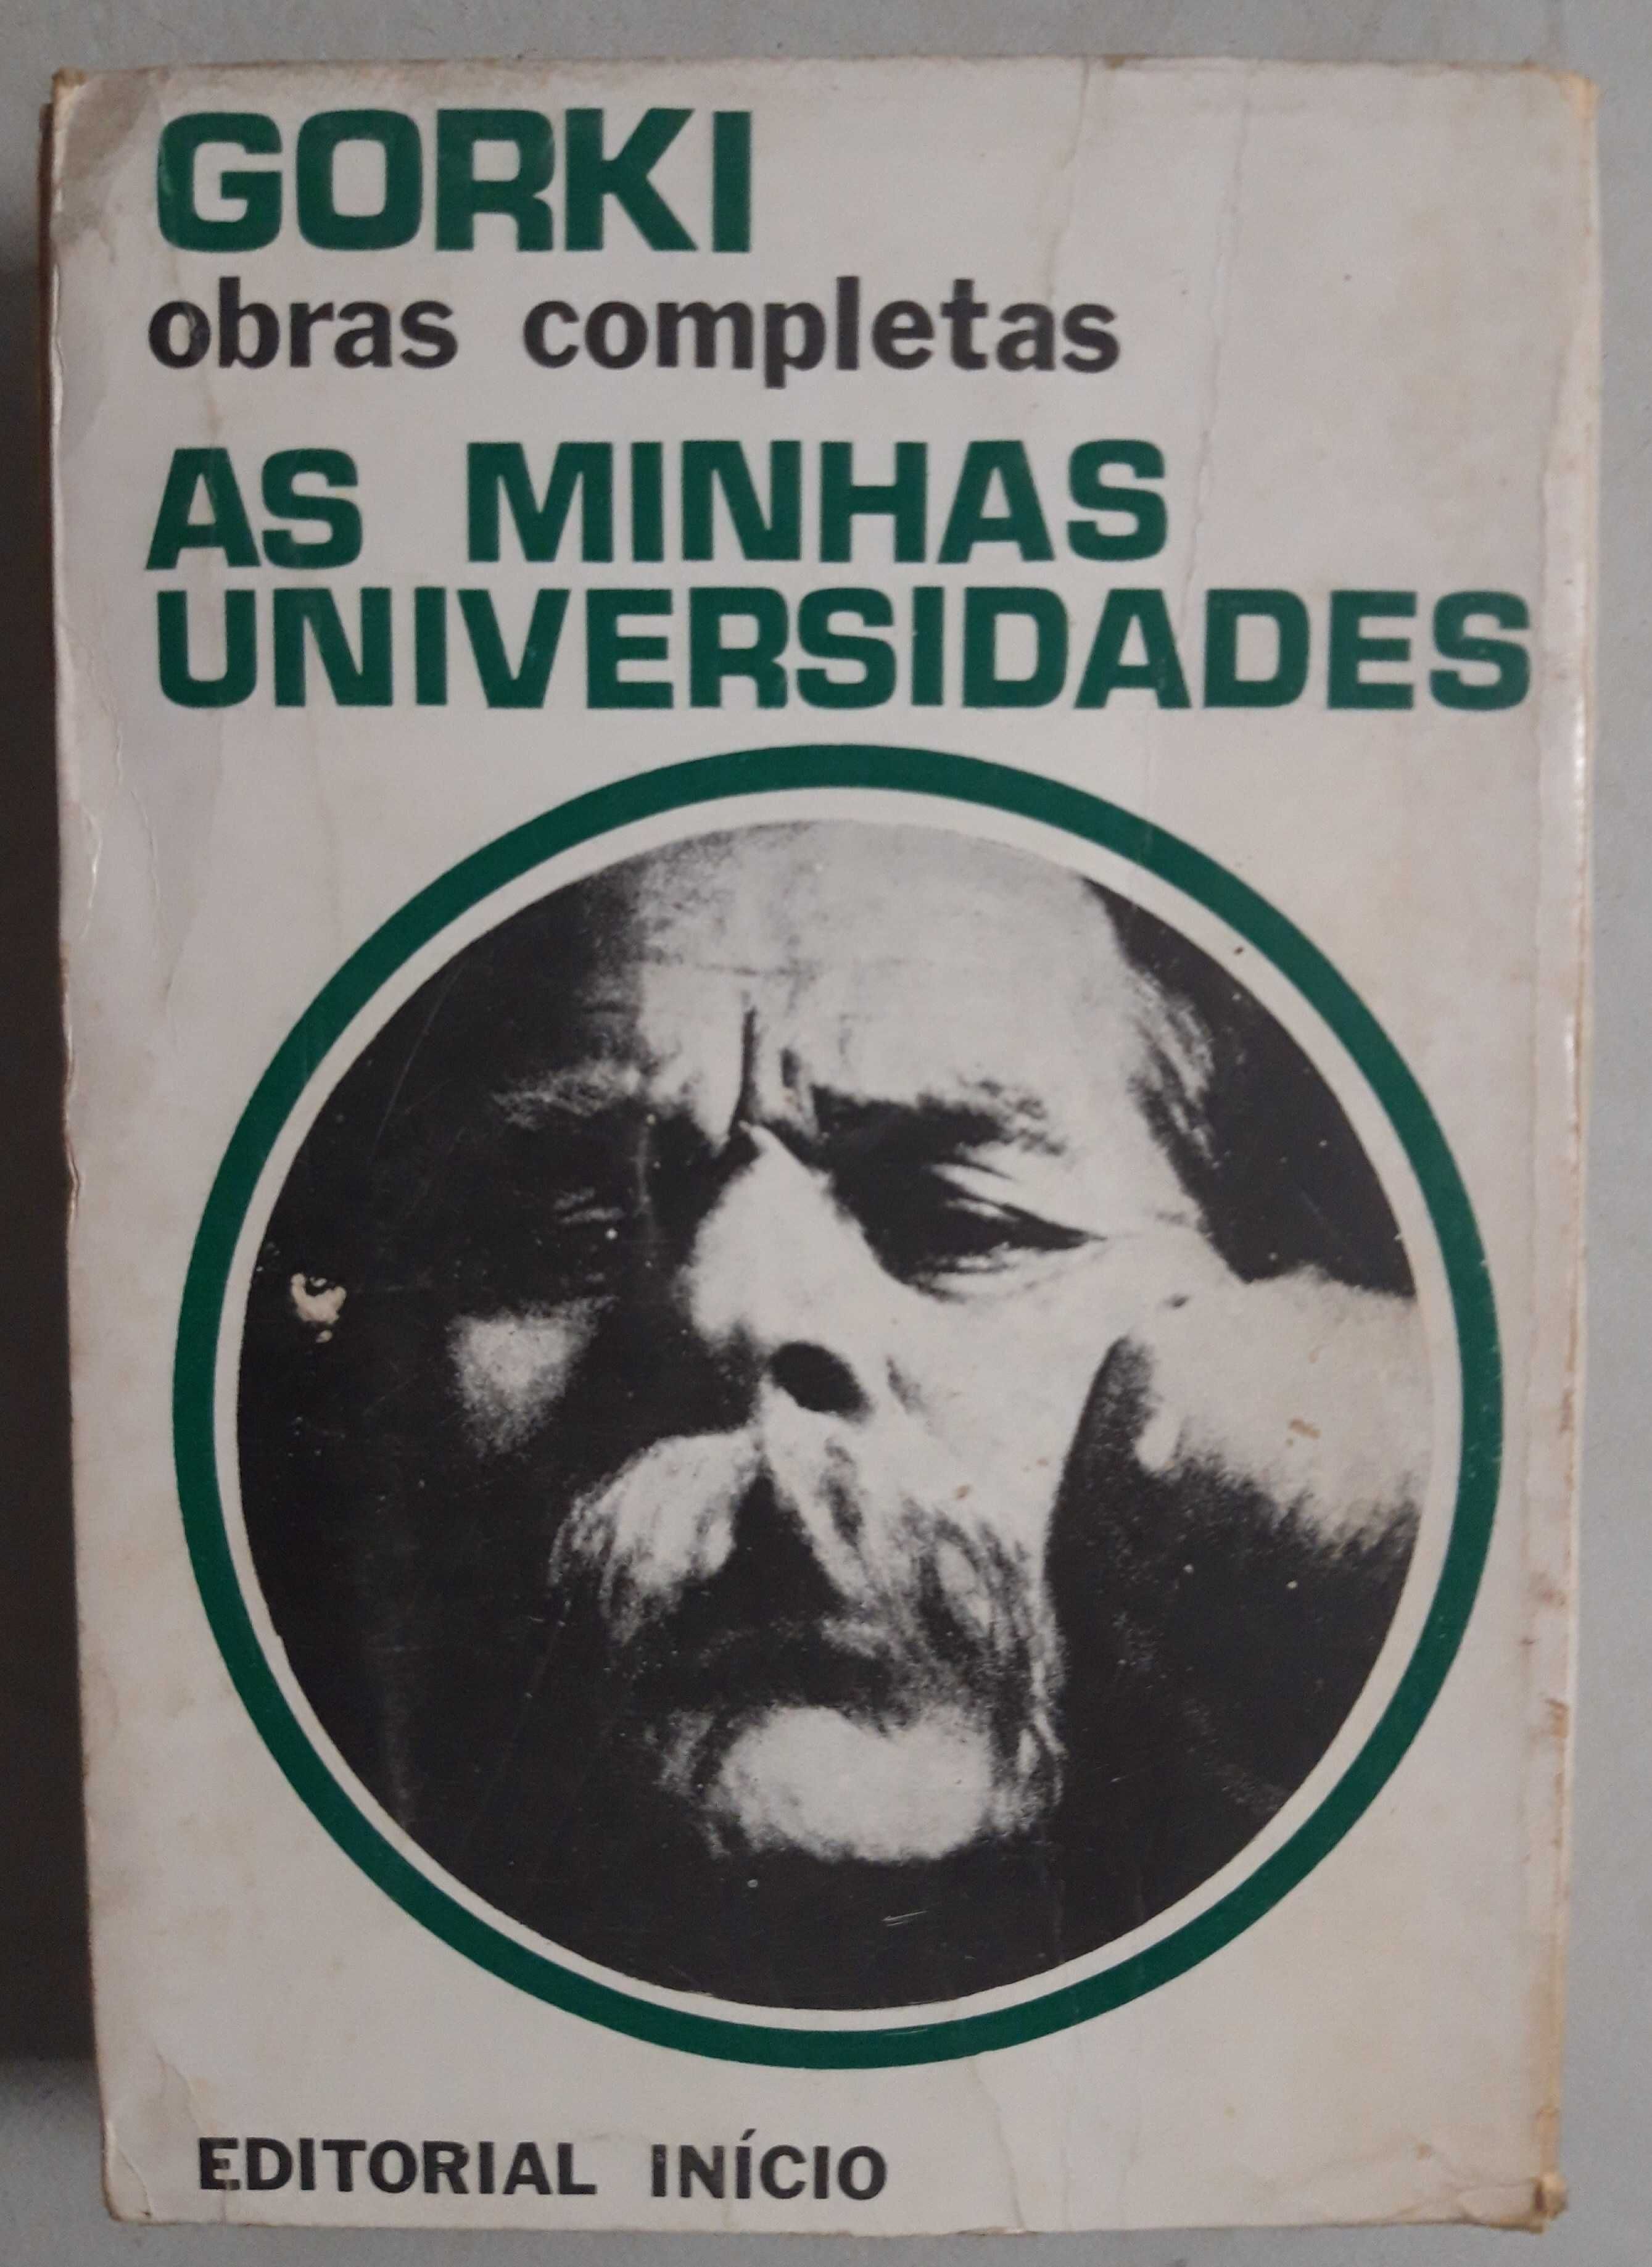 GORKI
obras completas
AS MINHAS
UNIVERSIDADES
EDITORIAL INÍCIO